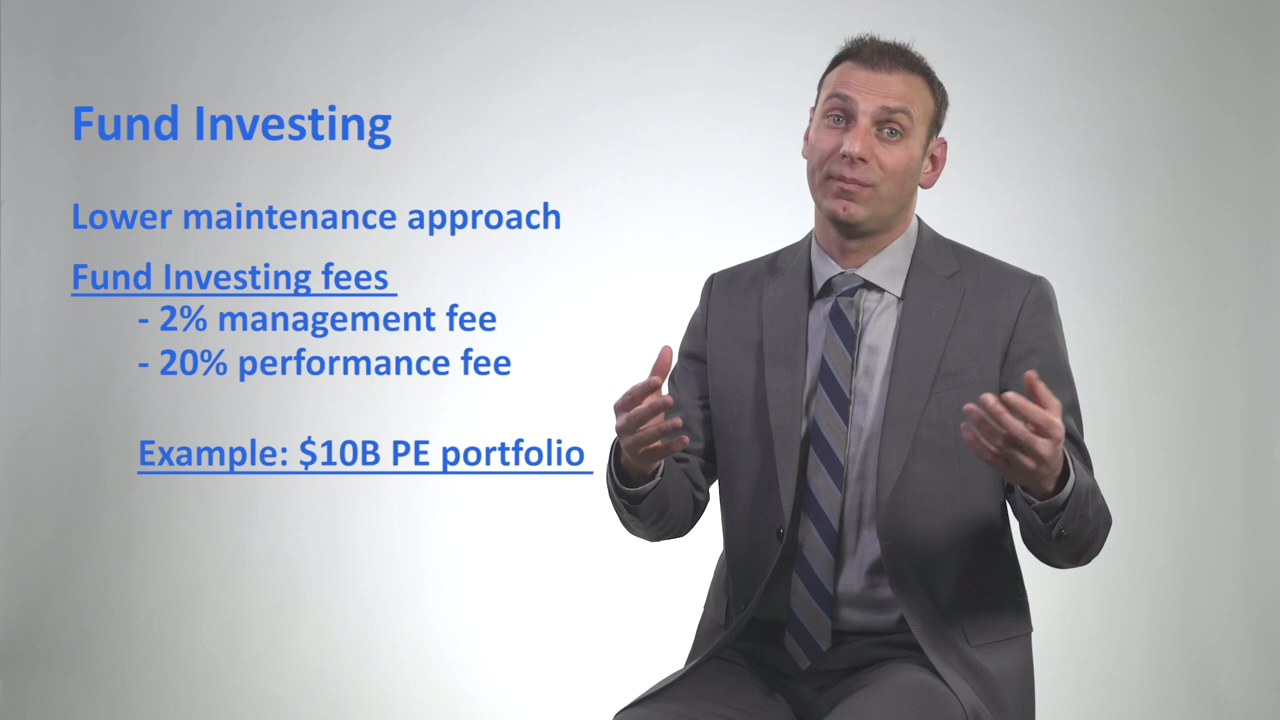 Fund Investing
Lower maintenance approach
Fund Investing fees
- 2% management fee
- 20% performance fee
Example: $10B PE portfolio